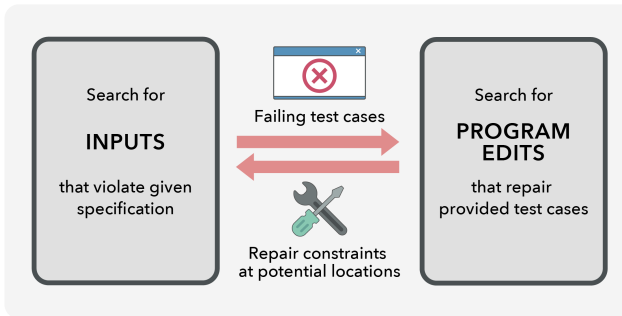 Search for
INPUTS
that violate given
specification
Failing test cases
Repair constraints
at potential locations
Search for
PROGRAM
EDITS
that repair
provided test cases